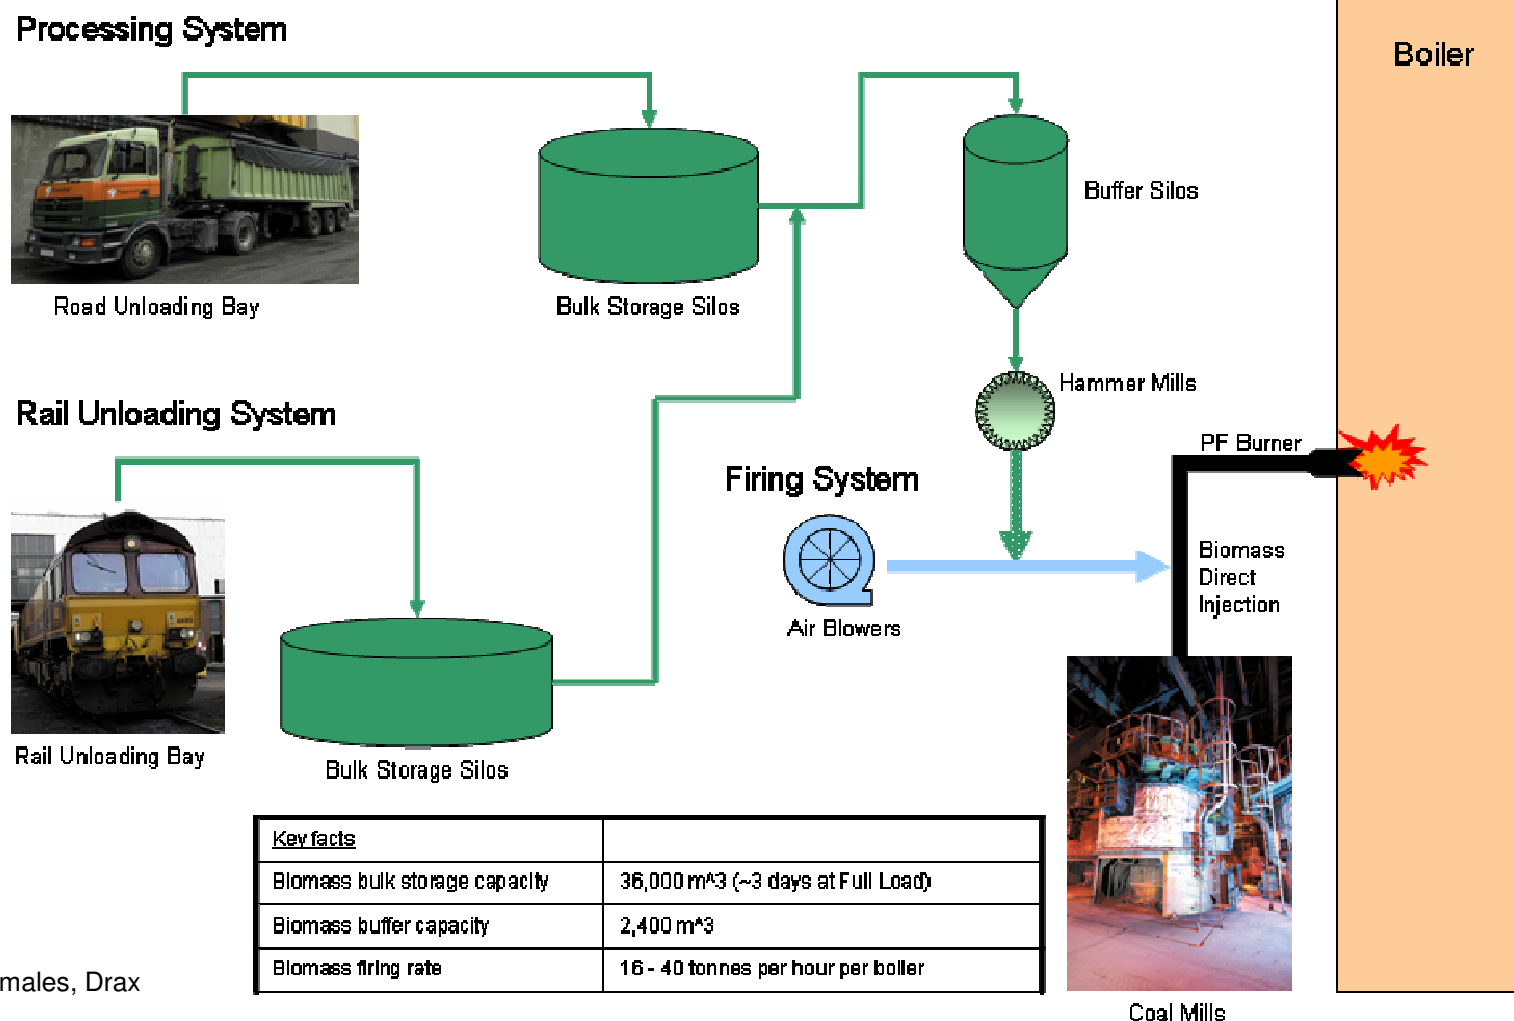 Processing System
Boiler
Buffer Silos
Road Unloading Bay
Bulk Storage Silos
Hammer Mills
Rail Unloading System
PF Burner
Firing System
Biomass
Direct
Injection
Air Blowers
Rail Unloading Bay
Bulk Storage Silos
Key facts
Biomass bulk storage capacity 36,000 m^3 (~3 days at Full Load)
Biomass buffer capacity 2,400 m^3
Biomass firing rate 16 - 40 tonnes per hour per boiler
males, Drax
Coal Mills